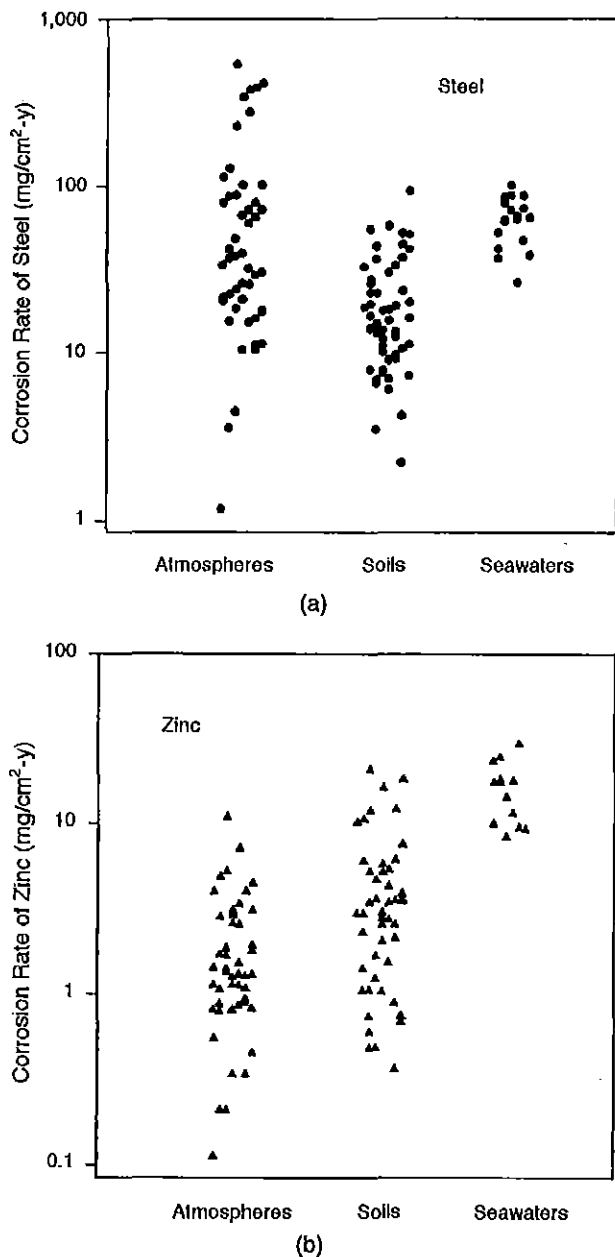 1,000
Steel
100
10
1
Corrosion Rate of Steel (mg/cm²-y)
Atmospheres Soils Seawaters
(a)
100
Zinc
10
1
0.1
Corrosion Rate of Zinc (mg/cm²-y)
Atmospheres Soils Seawaters
(b)